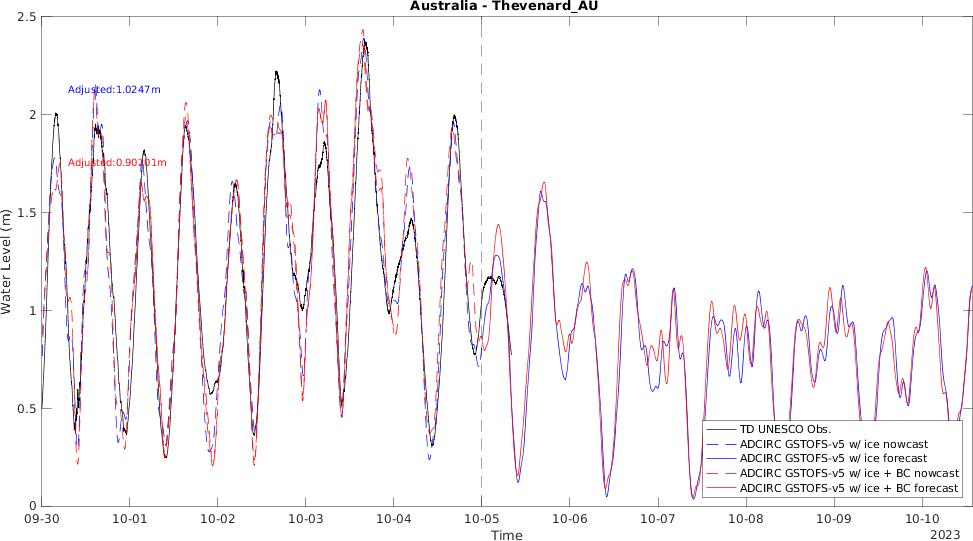 Australia - Thevenard_AU
2.5
2
1.5
1
0.5
0
Water Level (m)
Adjusted:1.0247m
Adjusted:0.90201m
TD UNESCO Obs.
ADCIRC GSTOFS-v5 w/ ice nowcast
ADCIRC GSTOFS-v5 w/ ice forecast
ADCIRC GSTOFS-v5 w/ ice + BC nowcast
ADCIRC GSTOFS-v5 w/ ice + BC forecast
09-30 10-01 10-02 10-03 10-04 10-05 10-06 10-07 10-08 10-09 10-10
Time
2023